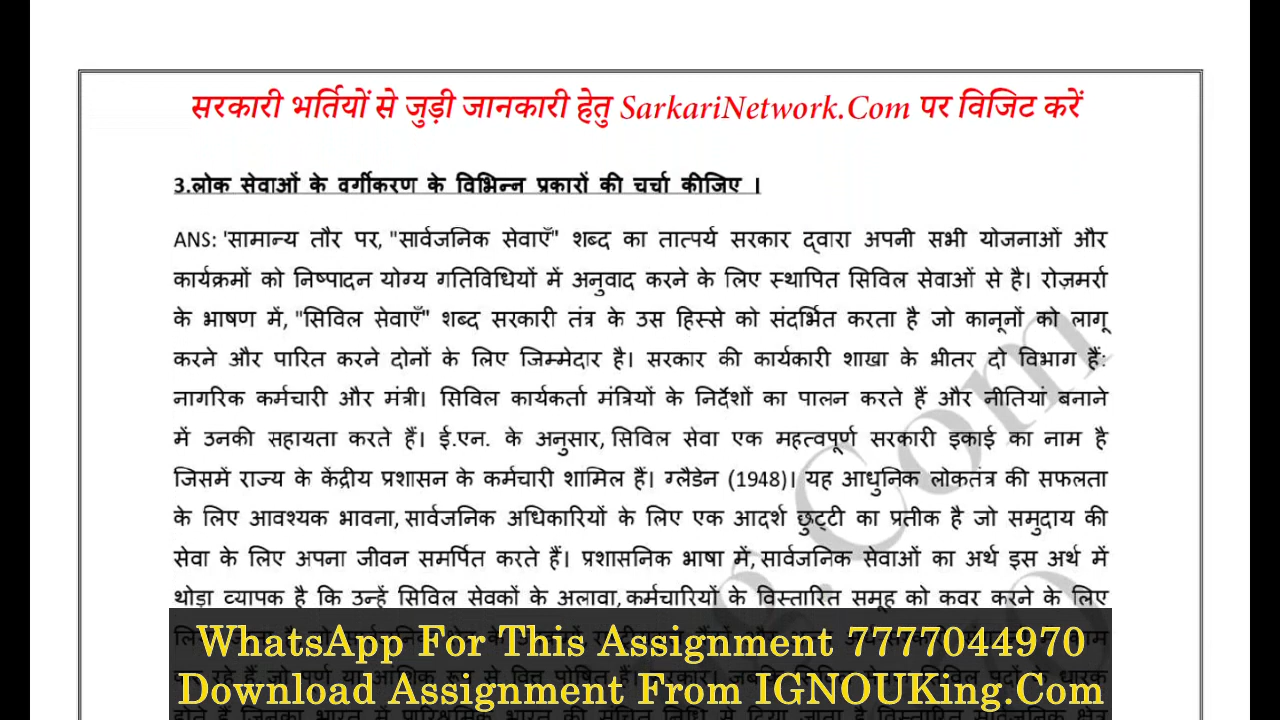 सरकारी भर्तियों से जुड़ी जानकारी हेतु SarkariNetwork.Com पर विजिट करें
3.लोक सेवाओं के वर्गीकरण के विभिन्न प्रकारों की चर्चा कीजिए ।
ANS: 'सामान्य तौर पर, "सार्वजनिक सेवाएँ" शब्द का तात्पर्य सरकार द्वारा अपनी सभी योजनाओं और
कार्यक्रमों को निष्पादन योग्य गतिविधियों में अनुवाद करने के लिए स्थापित सिविल सेवाओं से है। रोज़मर्रा
के भाषण में, "सिविल सेवाएँ" शब्द सरकारी तंत्र के उस हिस्से को संदर्भित करता है जो कानूनों को लागू
करने और पारित करने दोनों के लिए जिम्मेदार है। सरकार की कार्यकारी शाखा के भीतर दो विभाग हैं:
नागरिक कर्मचारी और मंत्री। सिविल कार्यकर्ता मंत्रियों के निर्देशों का पालन करते हैं और नीतियां बनाने
में उनकी सहायता करते हैं। ई.एन. के अनुसार, सिविल सेवा एक महत्वपूर्ण सरकारी इकाई का नाम है
जिसमें राज्य के केंद्रीय प्रशासन के कर्मचारी शामिल हैं। ग्लैडेन (1948)। यह आधुनिक लोकतंत्र की सफलता
के लिए आवश्यक भावना, सार्वजनिक अधिकारियों के लिए एक आदर्श छुट्टी का प्रतीक है जो समुदाय की
सेवा के लिए अपना जीवन समर्पित करते हैं। प्रशासनिक भाषा में, सार्वजनिक सेवाओं का अर्थ इस अर्थ में
थोड़ा व्यापक है कि उन्हें सिविल सेवकों के अलावा, कर्मचारियों के विस्तारित समूह को कवर करने के लिए
WhatsApp For This Assignment 7777044970
Download Assignment From IGNOUKing.Com